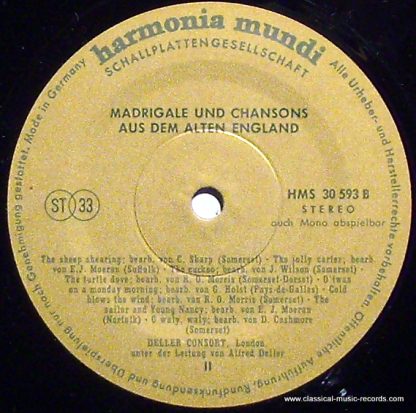 harmonia mundi
SCHALLPLATTENGESELLSCHAFT
Made in Germany
Alle Urheber- und Herstellerrechte vorbehalten Öffentliche Aufführung, Rundfunksendung und Überspielung nur nach Genehmigung gestattet.
MADRIGALE UND CHANSONS
AUS DEM ALTEN ENGLAND
ST 33
HMS 30 593 B
STEREO
auch Mono abspielbar
The sheep shearing; bearb. von C. Sharp (Somerset) - The jolly carter; bearb.
von E.J. Moeran (Suffolk) - The cuckoo; bearb. von J. Wilson (Somerset)
The turtle dove; bearb. von R. O. Morris (Somerset-Dorset) - O'twas
on a monday morning; bearb. von G. Holst (Pays-de-Galles) - Cold
blows the wind; bearb. von R. O. Morris (Somerset) - The
sailor and Young Nancy; bearb. von E. J. Moeran
(Norfolk) - O waly, waly; bearb. von D. Cashmore
(Somerset)
DELLER CONSORT, London
unter der Leitung von Alfred Deller
II
www.classical-music-records.com